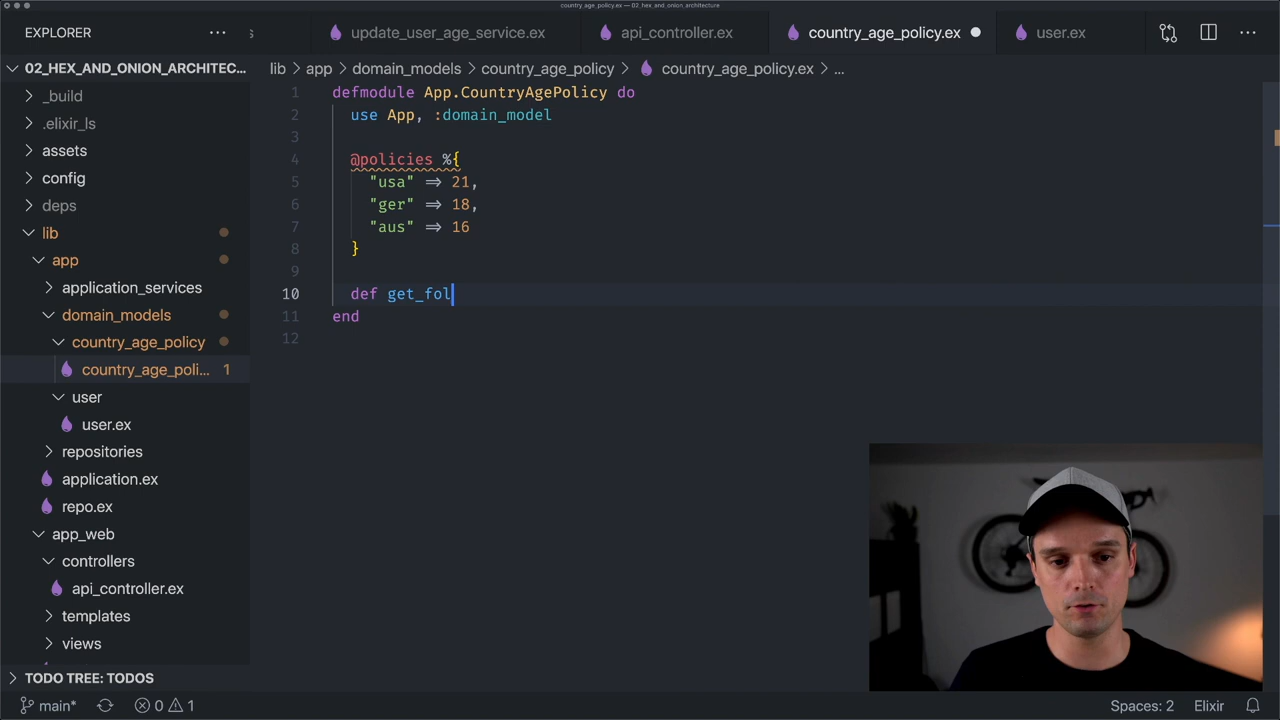 country_age_policy.ex — 02_hex_and_onion_architecture
EXPLORER
s
update_user_age_service.ex
api_controller.ex
country_age_policy.ex
user.ex
02_HEX_AND_ONION_ARCHITEC...
lib > app > domain_models > country_age_policy > country_age_policy.ex > ...
_build
.elixir_ls
assets
config
deps
lib
app
application_services
domain_models
country_age_policy
country_age_poli... 1
user
user.ex
repositories
application.ex
repo.ex
app_web
controllers
api_controller.ex
templates
views
TODO TREE: TODOS
1 defmodule App.CountryAgePolicy do
2 use App, :domain_model
3
4 @policies %{
5 "usa" => 21,
6 "ger" => 18,
7 "aus" => 16
8 }
9
10 def get_fol
11 end
12
main* 0 1
Spaces: 2 Elixir